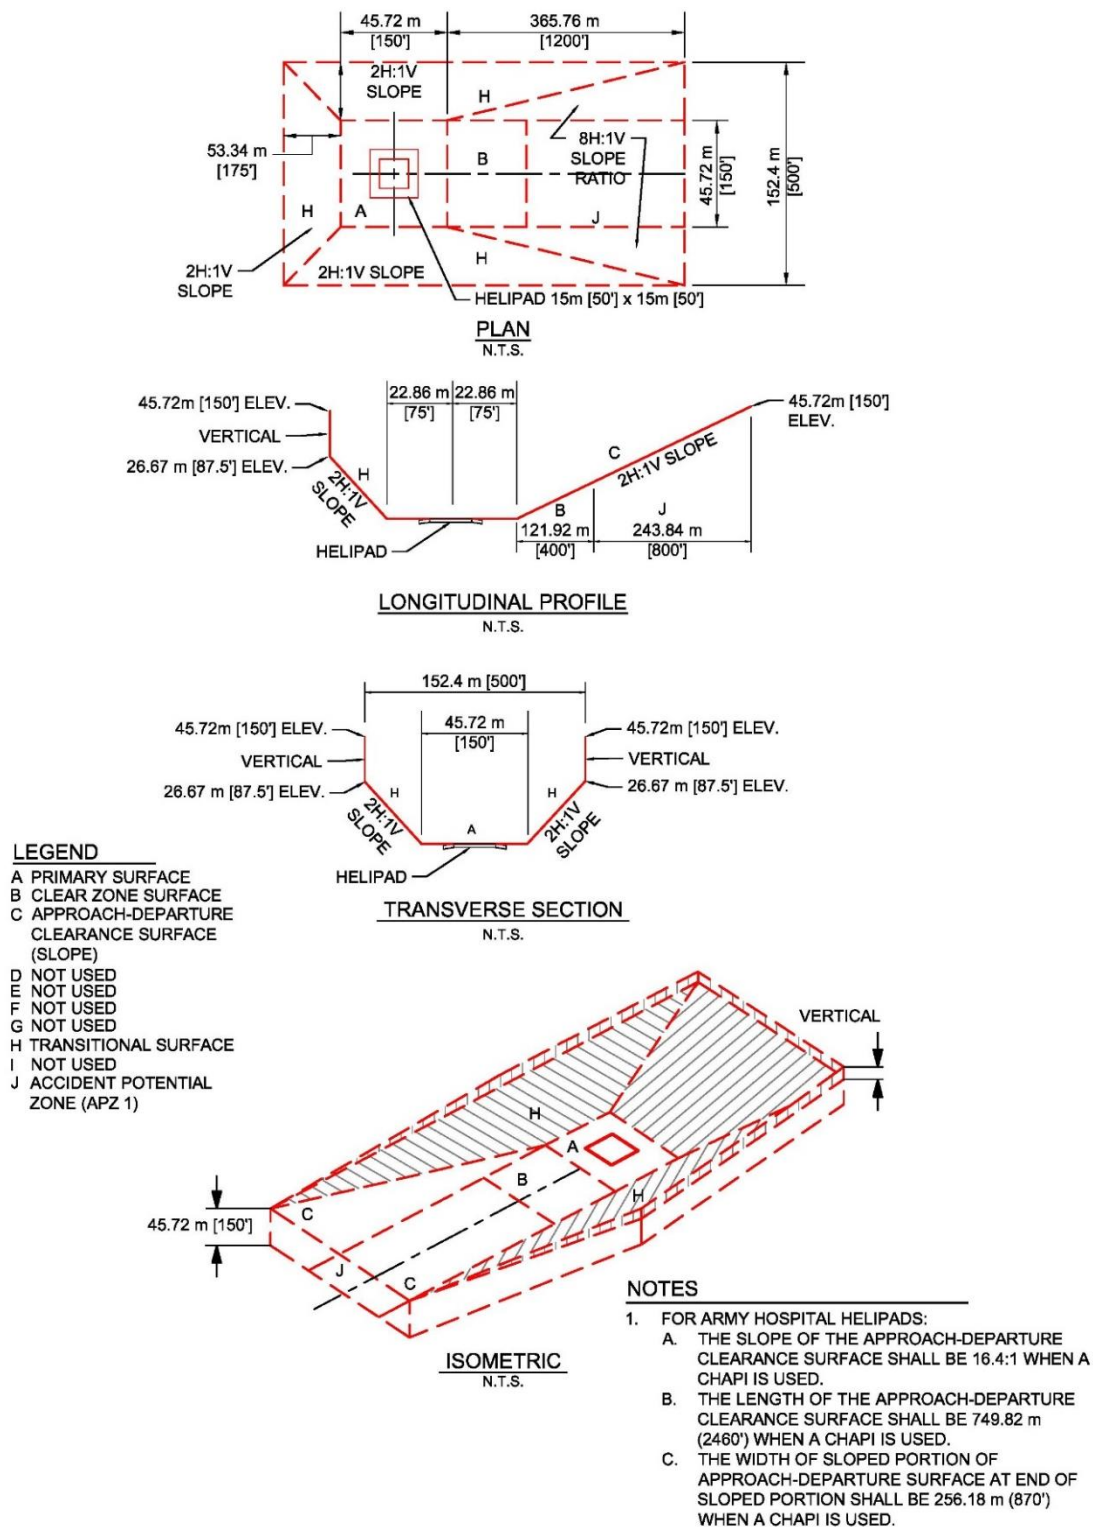 45.72 m
[150']
365.76 m
[1200']
2H:1V
SLOPE
H
53.34 m
[175']
B
8H:1V
SLOPE
RATIO
45.72 m
[150']
152.4 m
[500']
H
A
J
2H:1V
SLOPE
2H:1V SLOPE
H
HELIPAD 15m [50'] x 15m [50']
PLAN
N.T.S.
45.72m [150'] ELEV.
VERTICAL
26.67 m [87.5'] ELEV.
H
2H:1V
SLOPE
22.86 m
[75']
22.86 m
[75']
HELIPAD
C
2H:1V SLOPE
45.72m [150']
ELEV.
B
121.92 m
[400']
J
243.84 m
[800']
LONGITUDINAL PROFILE
N.T.S.
152.4 m [500']
45.72 m
[150']
45.72m [150'] ELEV.
VERTICAL
26.67 m [87.5'] ELEV.
H
2H:1V
SLOPE
A
H
2H:1V
SLOPE
45.72m [150'] ELEV.
VERTICAL
26.67 m [87.5'] ELEV.
HELIPAD
TRANSVERSE SECTION
N.T.S.
LEGEND
A PRIMARY SURFACE
B CLEAR ZONE SURFACE
C APPROACH-DEPARTURE
CLEARANCE SURFACE
(SLOPE)
D NOT USED
E NOT USED
F NOT USED
G NOT USED
H TRANSITIONAL SURFACE
I NOT USED
J ACCIDENT POTENTIAL
ZONE (APZ 1)
VERTICAL
H
A
B
H
C
45.72 m [150']
J
C
ISOMETRIC
N.T.S.
NOTES
1. FOR ARMY HOSPITAL HELIPADS:
A. THE SLOPE OF THE APPROACH-DEPARTURE
CLEARANCE SURFACE SHALL BE 16.4:1 WHEN A
CHAPI IS USED.
B. THE LENGTH OF THE APPROACH-DEPARTURE
CLEARANCE SURFACE SHALL BE 749.82 m
(2460') WHEN A CHAPI IS USED.
C. THE WIDTH OF SLOPED PORTION OF
APPROACH-DEPARTURE SURFACE AT END OF
SLOPED PORTION SHALL BE 256.18 m (870')
WHEN A CHAPI IS USED.